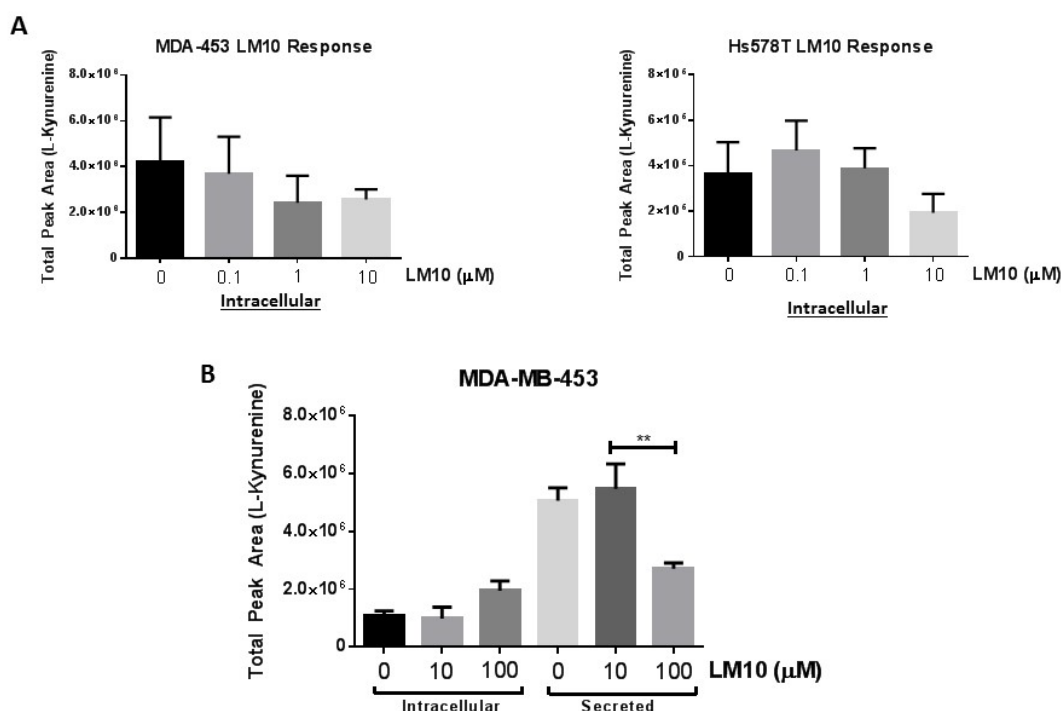 A
MDA-453 LM10 Response
Total Peak Area (L-Kynurenine)
8.0×10⁶
6.0×10⁶
4.0×10⁶
2.0×10⁶
0
0 0.1 1 10 LM10 (μM)
Intracellular
Hs578T LM10 Response
Total Peak Area (L-Kynurenine)
8×10⁶
6×10⁶
4×10⁶
2×10⁶
0
0 0.1 1 10 LM10 (μM)
Intracellular
B
MDA-MB-453
Total Peak Area (L-Kynurenine)
8.0×10⁶
6.0×10⁶
4.0×10⁶
2.0×10⁶
0
**
0 10 100 0 10 100 LM10 (μM)
Intracellular Secreted